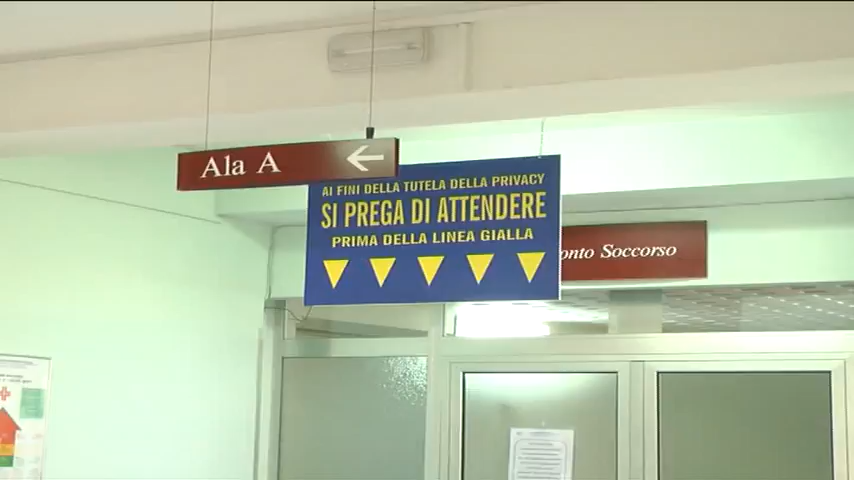 Ala A
AI FINI DELLA TUTELA DELLA PRIVACY
SI PREGA DI ATTENDERE
PRIMA DELLA LINEA GIALLA
onto Soccorso